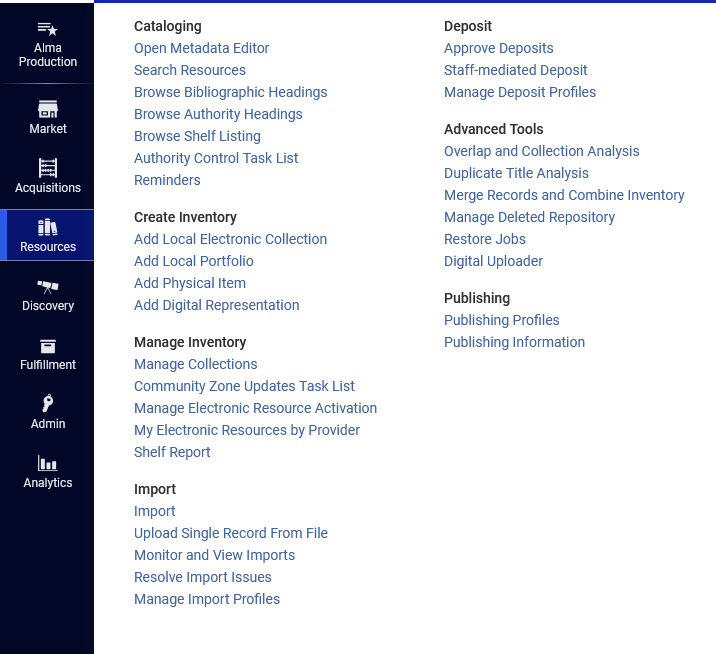 Alma
Production
Market
Acquisitions
Resources
Discovery
Fulfillment
Admin
Analytics
Cataloging
Open Metadata Editor
Search Resources
Browse Bibliographic Headings
Browse Authority Headings
Browse Shelf Listing
Authority Control Task List
Reminders
Create Inventory
Add Local Electronic Collection
Add Local Portfolio
Add Physical Item
Add Digital Representation
Manage Inventory
Manage Collections
Community Zone Updates Task List
Manage Electronic Resource Activation
My Electronic Resources by Provider
Shelf Report
Import
Import
Upload Single Record From File
Monitor and View Imports
Resolve Import Issues
Manage Import Profiles
Deposit
Approve Deposits
Staff-mediated Deposit
Manage Deposit Profiles
Advanced Tools
Overlap and Collection Analysis
Duplicate Title Analysis
Merge Records and Combine Inventory
Manage Deleted Repository
Restore Jobs
Digital Uploader
Publishing
Publishing Profiles
Publishing Information